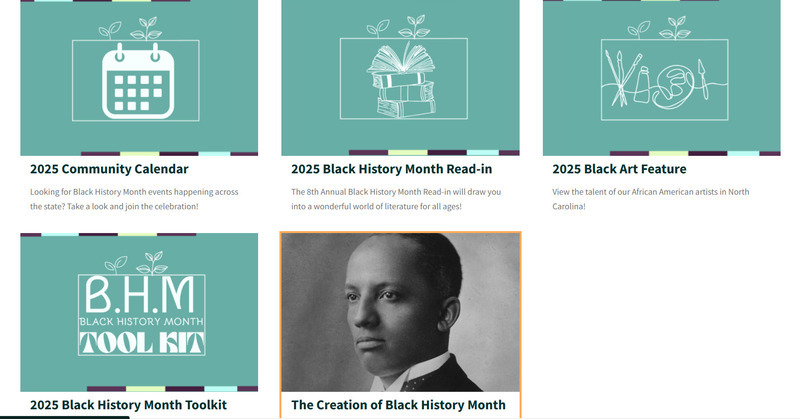 2025 Community Calendar
Looking for Black History Month events happening across
the state? Take a look and join the celebration!
2025 Black History Month Read-in
The 8th Annual Black History Month Read-in will draw you
into a wonderful world of literature for all ages!
2025 Black Art Feature
View the talent of our African American artists in North
Carolina!
B.H.M
BLACK HISTORY MONTH
TOOL KIT
2025 Black History Month Toolkit
The Creation of Black History Month